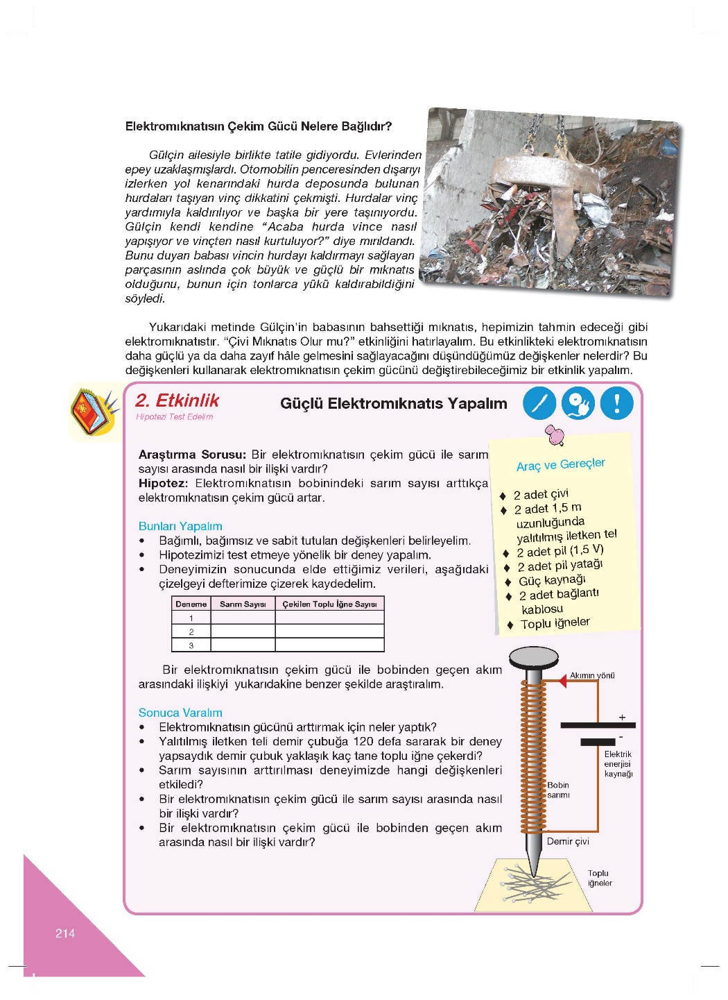 Elektromıknatısın Çekim Gücü Nelere Bağlıdır?
Gülçin ailesiyle birlikte tatile gidiyordu. Evlerinden
epey uzaklaşmışlardı. Otomobilin penceresinden dışarıyı
izlerken yol kenarındaki hurda deposunda bulunan
hurdaları taşıyan vinç dikkatini çekmişti. Hurdalar vinç
yardımıyla kaldırılıyor ve başka bir yere taşınıyordu.
Gülçin kendi kendine “Acaba hurda vince nasıl
yapışıyor ve vinçten nasıl kurtuluyor?” diye mırıldandı.
Bunu duyan babası vincin hurdayı kaldırmayı sağlayan
parçasının aslında çok büyük ve güçlü bir mıknatıs
olduğunu, bunun için tonlarca yükü kaldırabildiğini
söyledi.
Yukarıdaki metinde Gülçin’in babasının bahsettiği mıknatıs, hepimizin tahmin edeceği gibi
elektromıknatıstır. “Çivi Mıknatıs Olur mu?” etkinliğini hatırlayalım. Bu etkinlikteki elektromıknatısın
daha güçlü ya da daha zayıf hâle gelmesini sağlayacağını düşündüğümüz değişkenler nelerdir? Bu
değişkenleri kullanarak elektromıknatısın çekim gücünü değiştirebileceğimiz bir etkinlik yapalım.
2. Etkinlik
Hipotezi Test Edelim
Güçlü Elektromıknatıs Yapalım
Araştırma Sorusu: Bir elektromıknatısın çekim gücü ile sarım
sayısı arasında nasıl bir ilişki vardır?
Hipotez: Elektromıknatısın bobinindeki sarım sayısı arttıkça
elektromıknatısın çekim gücü artar.
Bunları Yapalım
• Bağımlı, bağımsız ve sabit tutulan değişkenleri belirleyelim.
• Hipotezimizi test etmeye yönelik bir deney yapalım.
• Deneyimizin sonucunda elde ettiğimiz verileri, aşağıdaki
çizelgeyi defterimize çizerek kaydedelim.
Deneme Sarım Sayısı Çekilen Toplu İğne Sayısı
1
2
3
Bir elektromıknatısın çekim gücü ile bobinden geçen akım
arasındaki ilişkiyi yukarıdakine benzer şekilde araştıralım.
Sonuca Varalım
• Elektromıknatısın gücünü arttırmak için neler yaptık?
• Yalıtılmış iletken teli demir çubuğa 120 defa sararak bir deney
yapsaydık demir çubuk yaklaşık kaç tane toplu iğne çekerdi?
• Sarım sayısının arttırılması deneyimizde hangi değişkenleri
etkiledi?
• Bir elektromıknatısın çekim gücü ile sarım sayısı arasında nasıl
bir ilişki vardır?
• Bir elektromıknatısın çekim gücü ile bobinden geçen akım
arasında nasıl bir ilişki vardır?
Araç ve Gereçler
♦ 2 adet çivi
♦ 2 adet 1,5 m
uzunluğunda
yalıtılmış iletken tel
♦ 2 adet pil (1,5 V)
♦ 2 adet pil yatağı
♦ Güç kaynağı
♦ 2 adet bağlantı
kablosu
♦ Toplu iğneler
Akımın yönü
+
-
Elektrik
enerjisi
kaynağı
Bobin
sarımı
Demir çivi
Toplu
iğneler
!
214